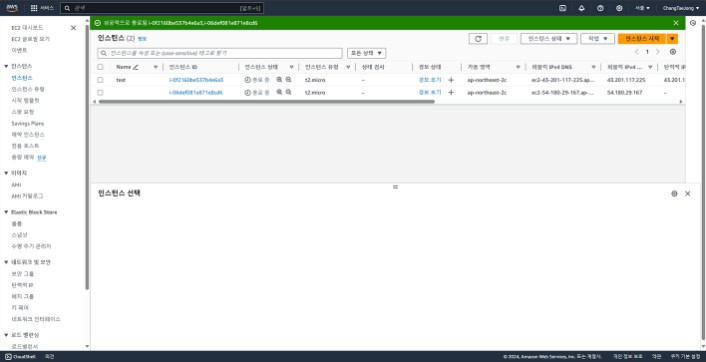 aws
서비스
검색
[알트+S]
서울
ChangTaeJong
EC2 대시보드
EC2 글로벌 보기
이벤트
인스턴스
인스턴스
인스턴스 유형
시작 템플릿
스팟 요청
Savings Plans
예약 인스턴스
전용 호스트
용량 예약 신규
이미지
AMI
AMI 카탈로그
Elastic Block Store
볼륨
스냅샷
수명 주기 관리자
네트워크 및 보안
보안 그룹
탄력적 IP
배치 그룹
키 페어
네트워크 인터페이스
로드 밸런싱
로드밸런서
성공적으로 종료됨 i-0f2160be537b4e6a3,i-06def081e871e8cd6
인스턴스 (2) 정보
연결
인스턴스 상태
작업
인스턴스 시작
인스턴스를 속성 또는 (case-sensitive) 태그로 찾기
모든 상태
1
Name
인스턴스 ID
인스턴스 상태
인스턴스 유형
상태 검사
경보 상태
가용 영역
퍼블릭 IPv4 DNS
퍼블릭 IPv4 ...
탄력적 IP
test
i-0f2160be537b4e6a3
종료 중
t2.micro
–
경보 보기
ap-northeast-2c
ec2-43-201-117-225.ap...
43.201.117.225
43.201.1
i-06def081e871e8cd6
종료 중
t2.micro
–
경보 보기
ap-northeast-2c
ec2-54-180-29-167.ap-...
54.180.29.167
–
인스턴스 선택
CloudShell
의견
© 2024, Amazon Web Services, Inc. 또는 계열사.
개인 정보 보호
약관
쿠키 기본 설정